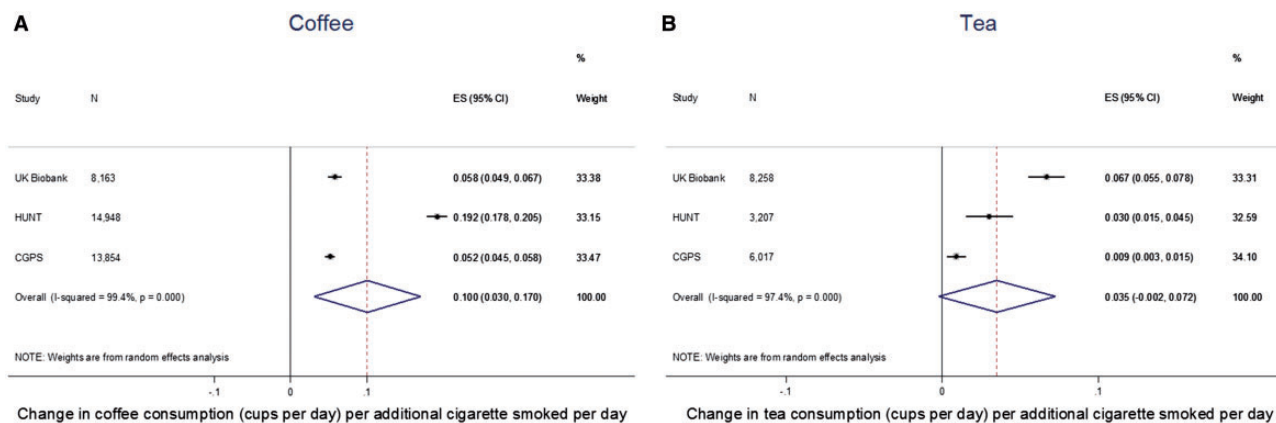 A Coffee
%
Study N ES (95% CI) Weight
UK Biobank 8,163 0.058 (0.049, 0.067) 33.38
HUNT 14,948 0.192 (0.178, 0.205) 33.15
CGPS 13,854 0.052 (0.045, 0.058) 33.47
Overall (I-squared = 99.4%, p = 0.000) 0.100 (0.030, 0.170) 100.00
NOTE: Weights are from random effects analysis
-.1 0 .1
Change in coffee consumption (cups per day) per additional cigarette smoked per day
B Tea
%
Study N ES (95% CI) Weight
UK Biobank 8,258 0.067 (0.055, 0.078) 33.31
HUNT 3,207 0.030 (0.015, 0.045) 32.59
CGPS 6,017 0.009 (0.003, 0.015) 34.10
Overall (I-squared = 97.4%, p = 0.000) 0.035 (-0.002, 0.072) 100.00
NOTE: Weights are from random effects analysis
-.1 0 .1
Change in tea consumption (cups per day) per additional cigarette smoked per day